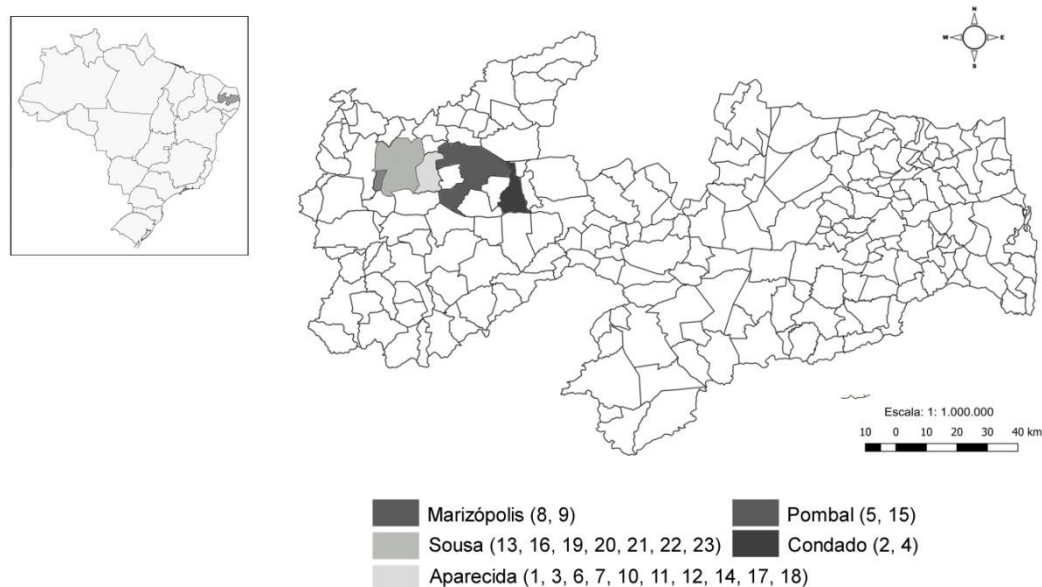 N
W E
S
Escala: 1: 1.000.000
10 0 10 20 30 40 km
Marizópolis (8, 9)
Pombal (5, 15)
Sousa (13, 16, 19, 20, 21, 22, 23)
Condado (2, 4)
Aparecida (1, 3, 6, 7, 10, 11, 12, 14, 17, 18)